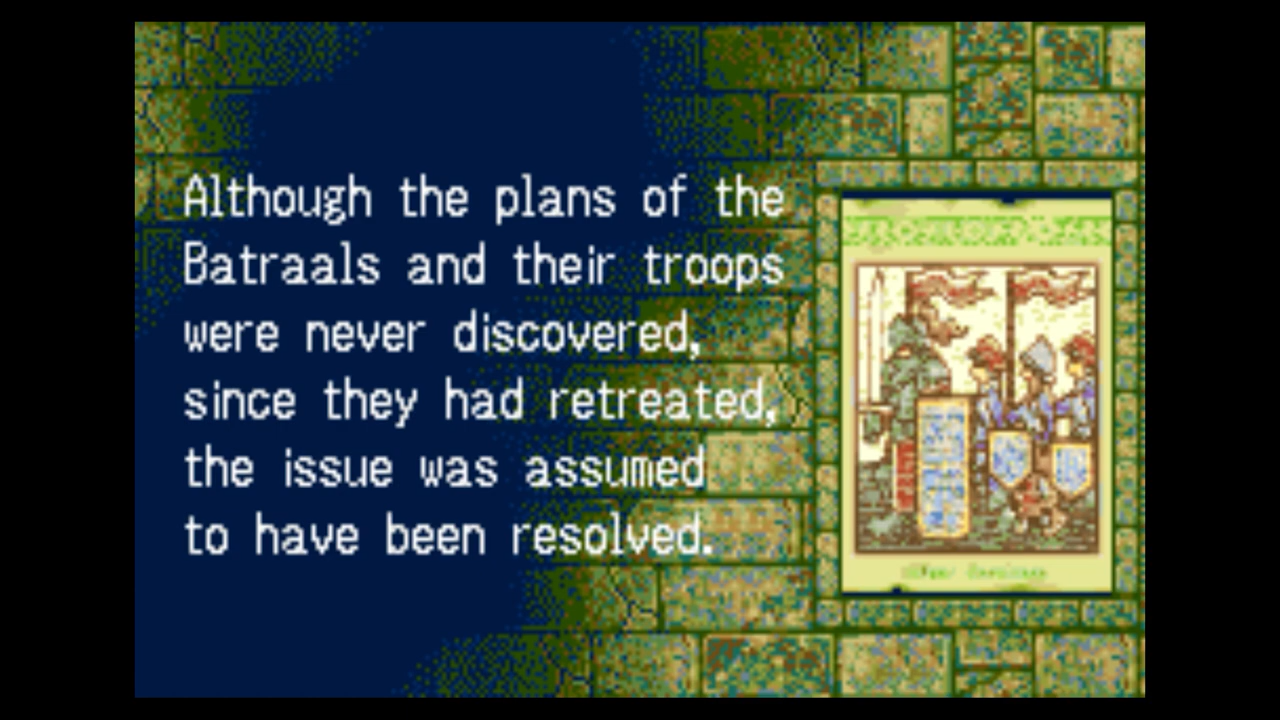 Although the plans of the
Batraals and their troops
were never discovered,
since they had retreated,
the issue was assumed
to have been resolved.